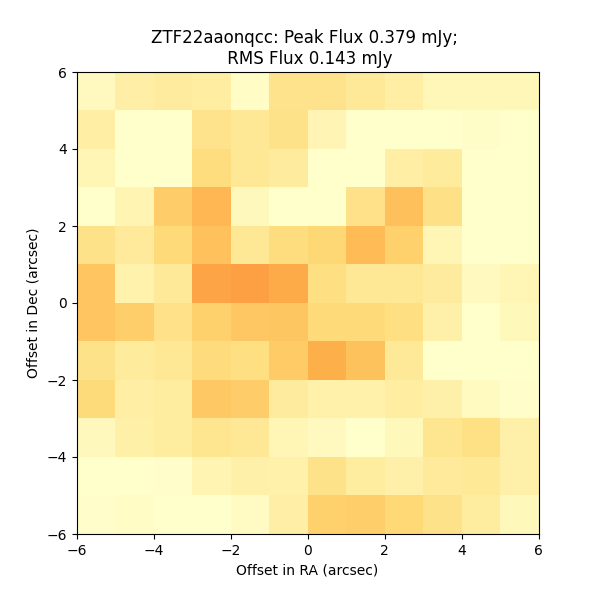 ZTF22aaonqcc: Peak Flux 0.379 mJy;
RMS Flux 0.143 mJy
6
4
2
0
−2
−4
−6
Offset in Dec (arcsec)
−6 −4 −2 0 2 4 6
Offset in RA (arcsec)